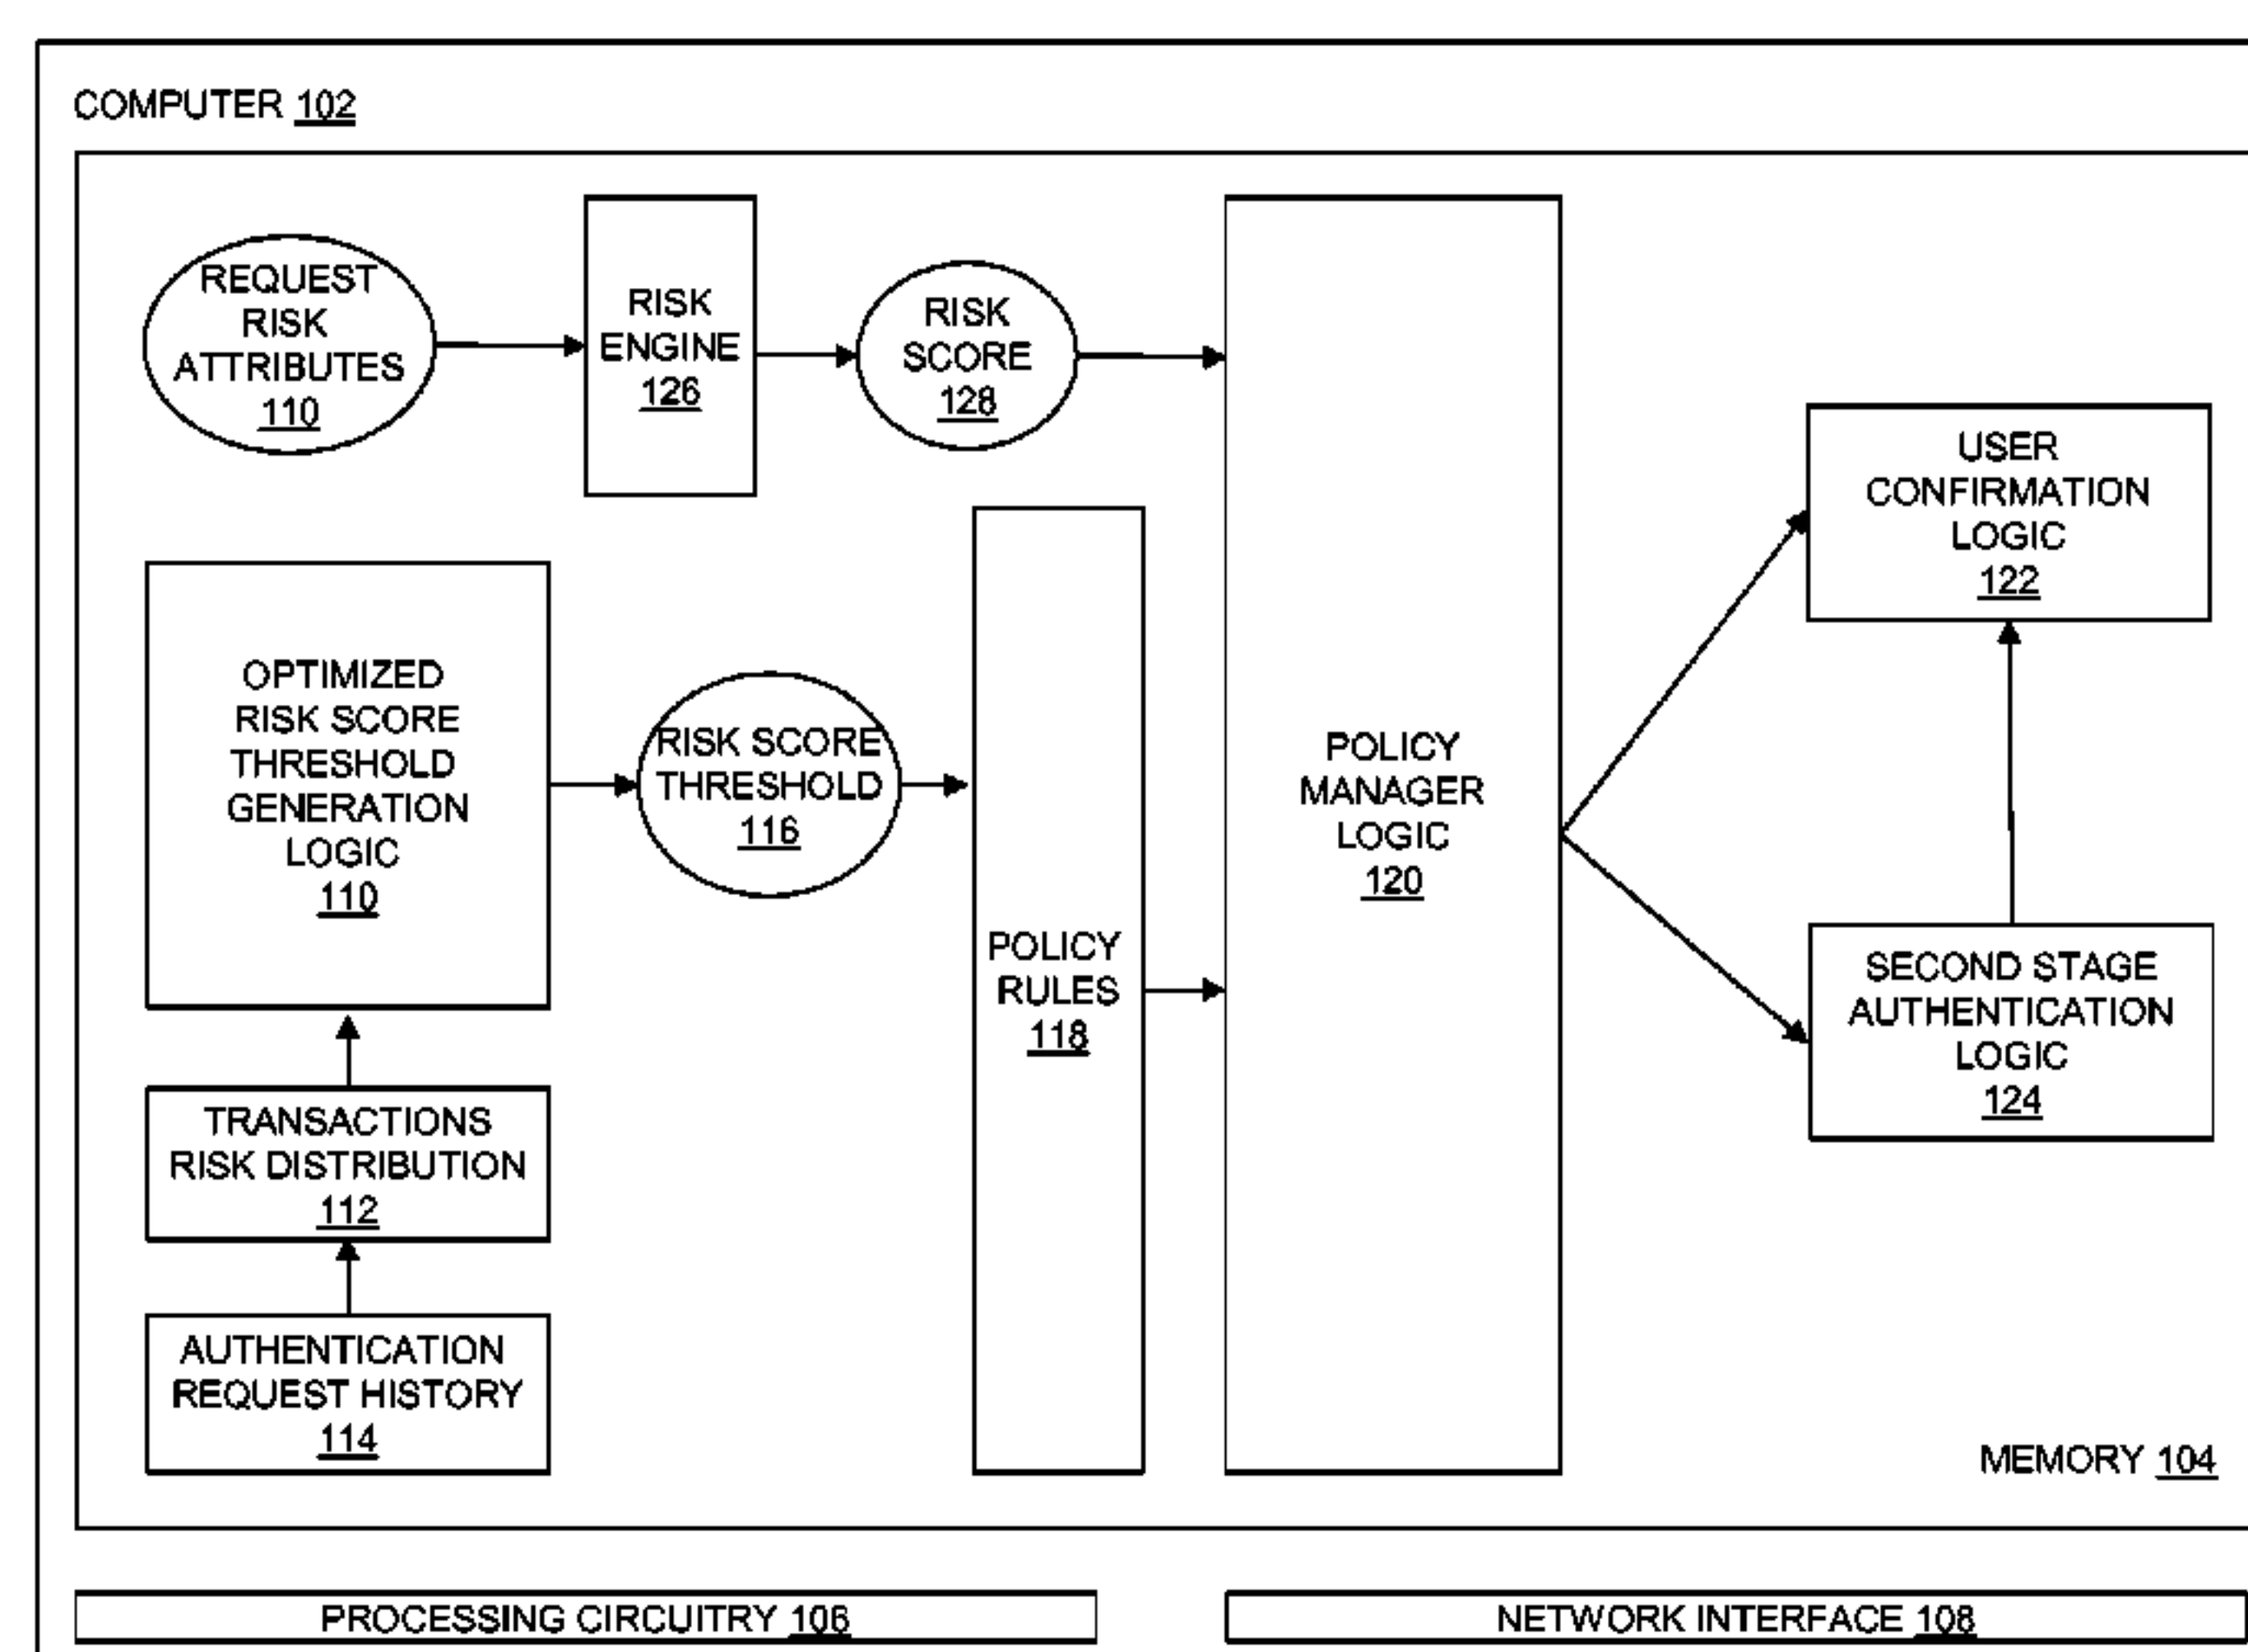 COMPUTER 102
REQUEST
RISK
ATTRIBUTES
110
RISK
ENGINE
126
RISK
SCORE
128
USER
CONFIRMATION
LOGIC
122
OPTIMIZED
RISK SCORE
THRESHOLD
GENERATION
LOGIC
110
RISK SCORE
THRESHOLD
116
POLICY
RULES
118
POLICY
MANAGER
LOGIC
120
SECOND STAGE
AUTHENTICATION
LOGIC
124
TRANSACTIONS
RISK DISTRIBUTION
112
AUTHENTICATION
REQUEST HISTORY
114
MEMORY 104
PROCESSING CIRCUITRY 106
NETWORK INTERFACE 108